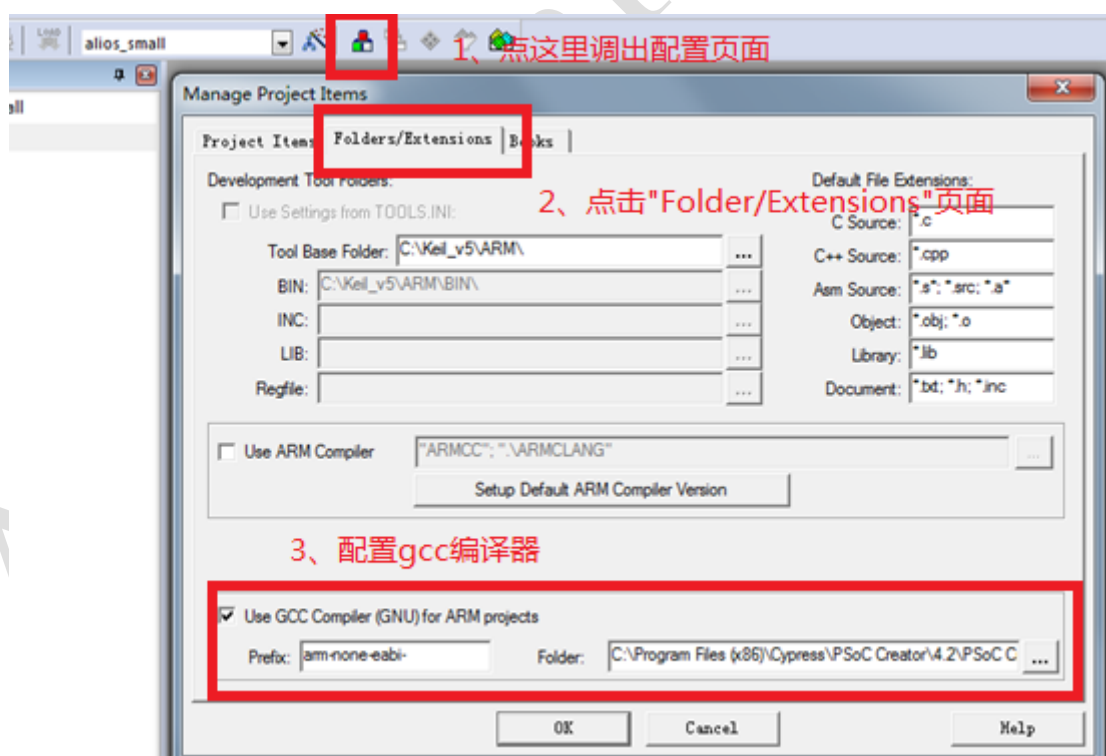 alios_small
1、点这里调出配置页面
all
Manage Project Items
Project Items
Folders/Extensions
Books
Development Tool Folders:
Default File Extensions:
Use Settings from TOOLS.INI:
2、点击"Folder/Extensions"页面
C Source: *.c
Tool Base Folder: C:\Keil_v5\ARM\ ...
C++ Source: *.cpp
BIN: C:\Keil_v5\ARM\BIN\ ...
Asm Source: *.s*; *.src; *.a*
INC: ...
Object: *.obj; *.o
LIB: ...
Library: *.lib
Regfile: ...
Document: *.txt; *.h; *.inc
Use ARM Compiler "ARMCC"; ".\ARMCLANG" ...
Setup Default ARM Compiler Version
3、配置gcc编译器
Use GCC Compiler (GNU) for ARM projects
Prefix: arm-none-eabi- Folder: C:\Program Files (x86)\Cypress\PSoC Creator\4.2\PSoC C ...
OK Cancel Help